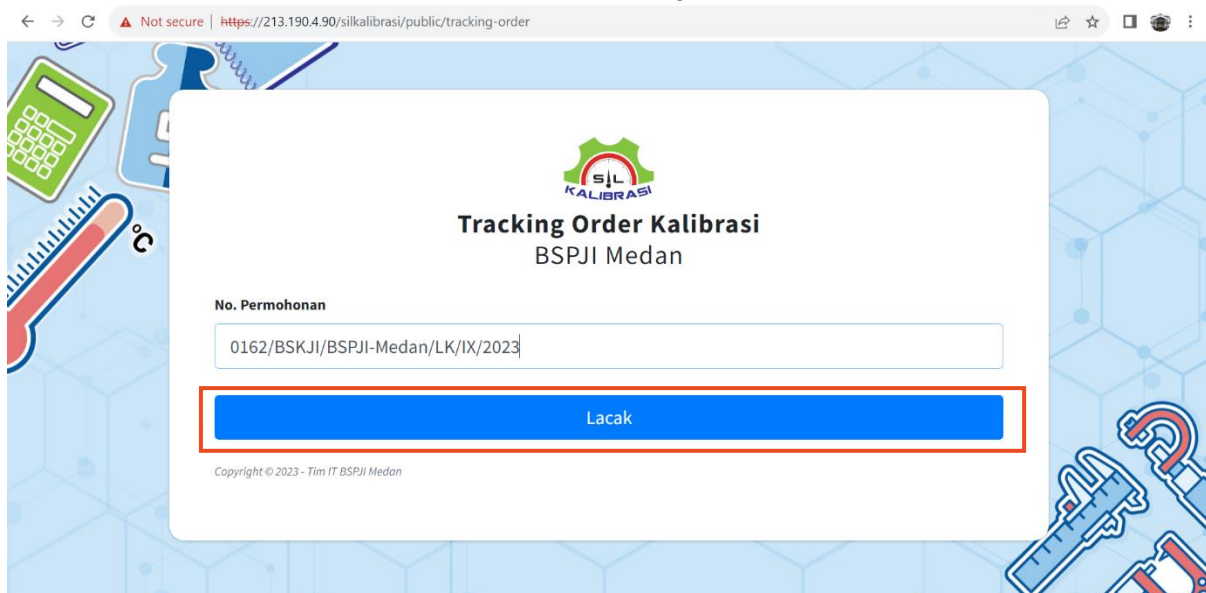 Not secure | https://213.190.4.90/silkalibrasi/public/tracking-order
SIL
KALIBRASI
°C
Tracking Order Kalibrasi
BSPJI Medan
No. Permohonan
0162/BSKJI/BSPJI-Medan/LK/IX/2023
Lacak
Copyright © 2023 - Tim IT BSPJI Medan